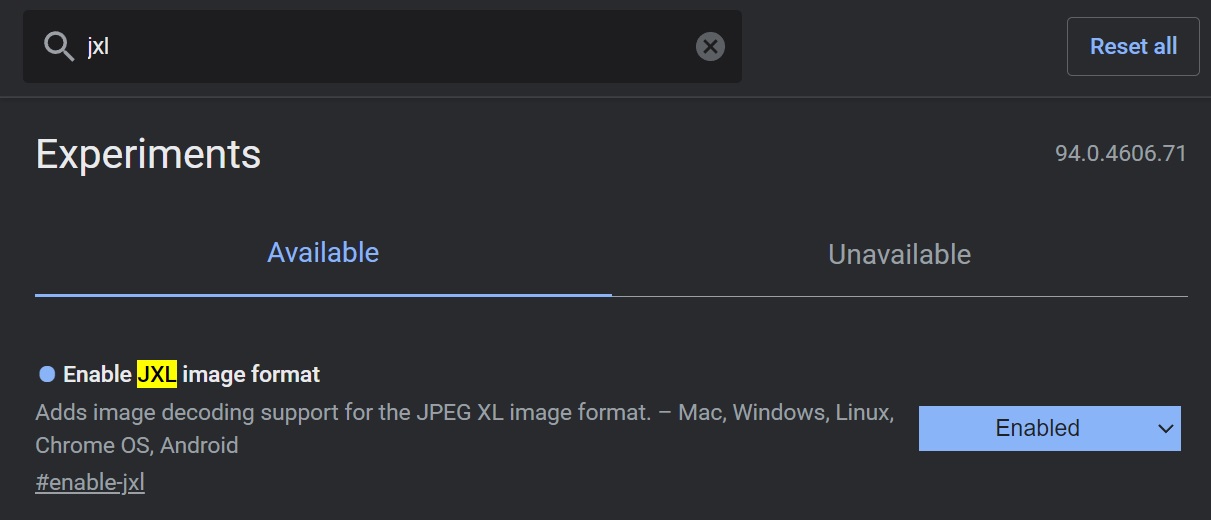 jxl
Reset all
Experiments
94.0.4606.71
Available
Unavailable
Enable JXL image format
Adds image decoding support for the JPEG XL image format. – Mac, Windows, Linux,
Chrome OS, Android
#enable-jxl
Enabled